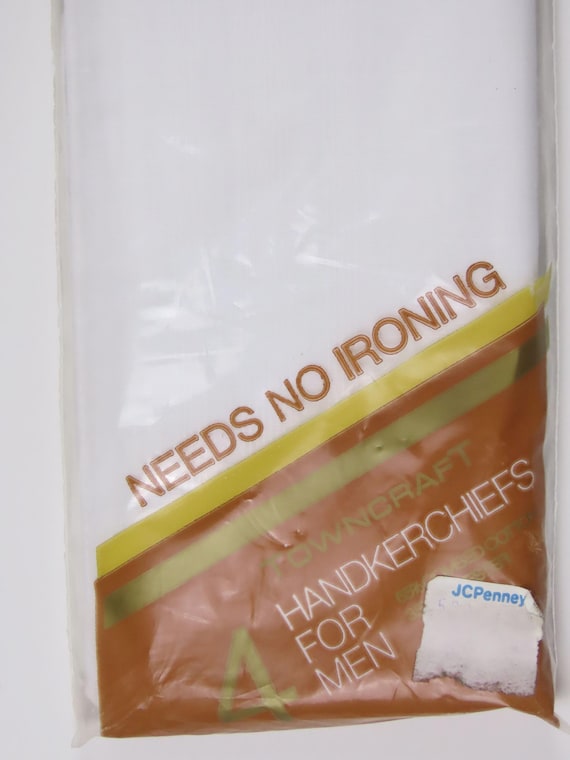 NEEDS NO IRONING
TOWNCRAFT
HANDKERCHIEFS
FOR
MEN
4
JCPenney